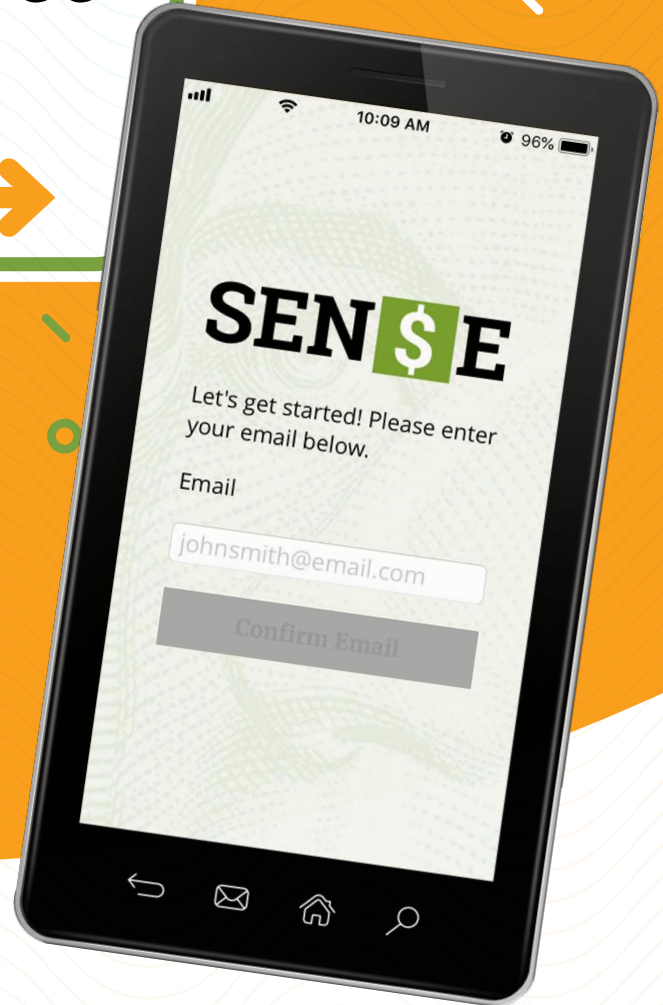 10:09 AM
96%
SEN$E
Let's get started! Please enter
your email below.
Email
johnsmith@email.com
Confirm Email